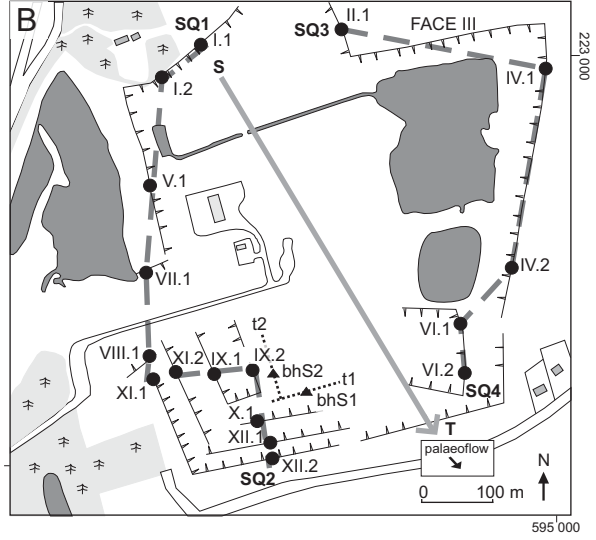 B
SQ1
I.1
S
I.2
SQ3
II.1
FACE III
IV.1
223 000
V.1
VII.1
IV.2
VI.1
VI.2
SQ4
VIII.1
XI.1
XI.2
IX.1
IX.2
t2
bhS2
t1
bhS1
X.1
XII.1
XII.2
SQ2
T
palaeoflow
N
0
100 m
595 000